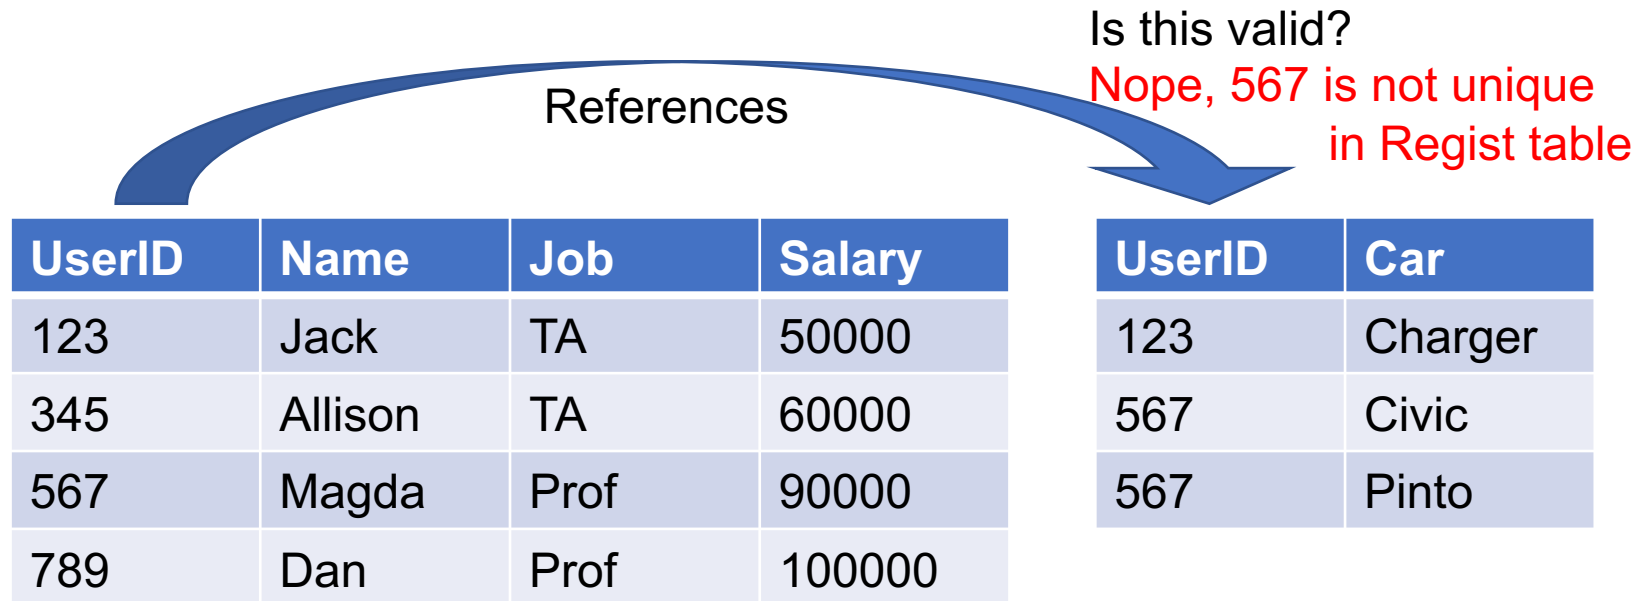 Is this valid?
Nope, 567 is not unique
in Regist table
References
UserID Name Job Salary
123 Jack TA 50000
345 Allison TA 60000
567 Magda Prof 90000
789 Dan Prof 100000
UserID Car
123 Charger
567 Civic
567 Pinto